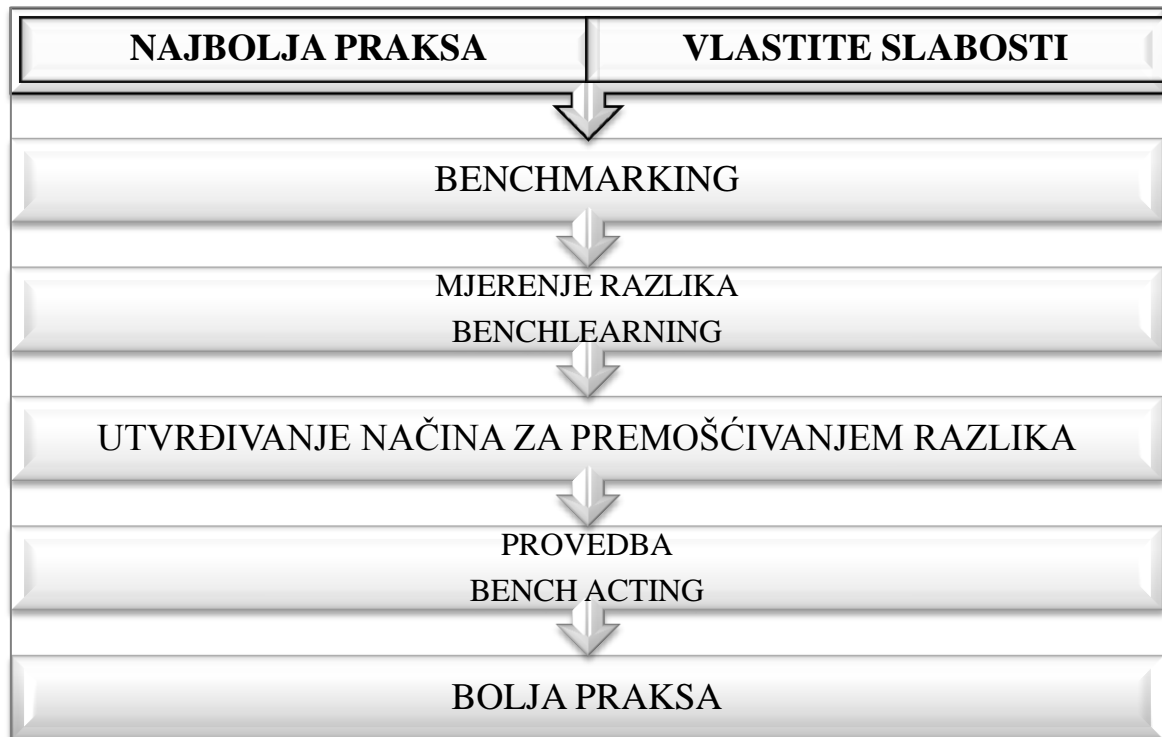 NAJBOLJA PRAKSA
VLASTITE SLABOSTI
BENCHMARKING
MJERENJE RAZLIKA
BENCHLEARNING
UTVRĐIVANJE NAČINA ZA PREMOŠĆIVANJEM RAZLIKA
PROVEDBA
BENCH ACTING
BOLJA PRAKSA